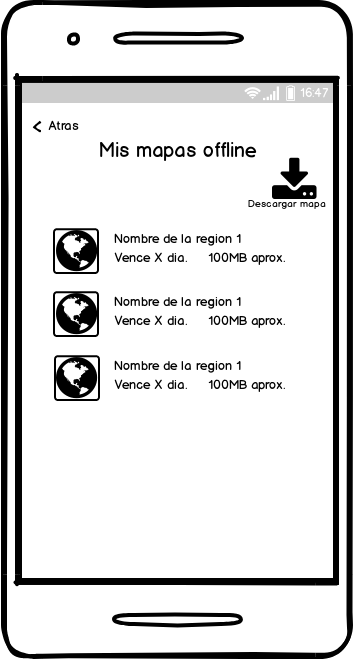 16:47
Atras
Mis mapas offline
Descargar mapa
Nombre de la region 1
Vence X dia. 100MB aprox.
Nombre de la region 1
Vence X dia. 100MB aprox.
Nombre de la region 1
Vence X dia. 100MB aprox.